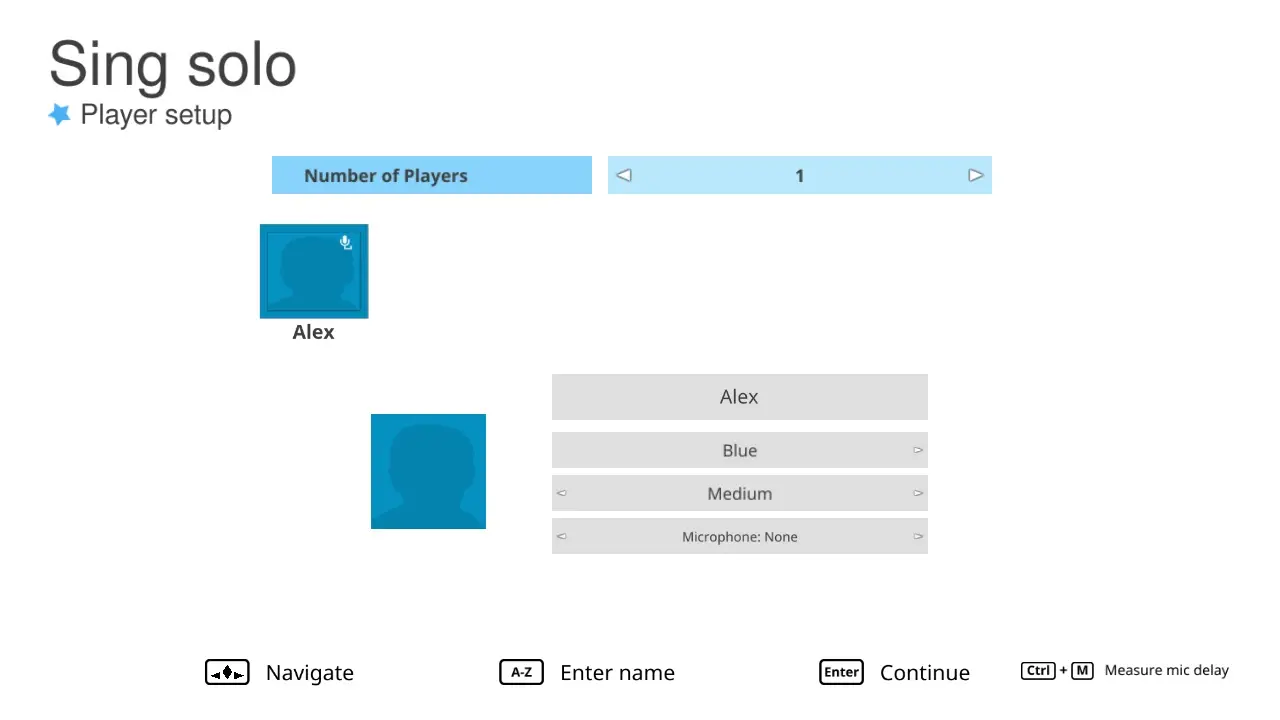 Sing solo
Player setup
Number of Players
1
Alex
Alex
Blue
Medium
Microphone: None
Navigate
A-Z Enter name
Enter Continue
Ctrl + M Measure mic delay